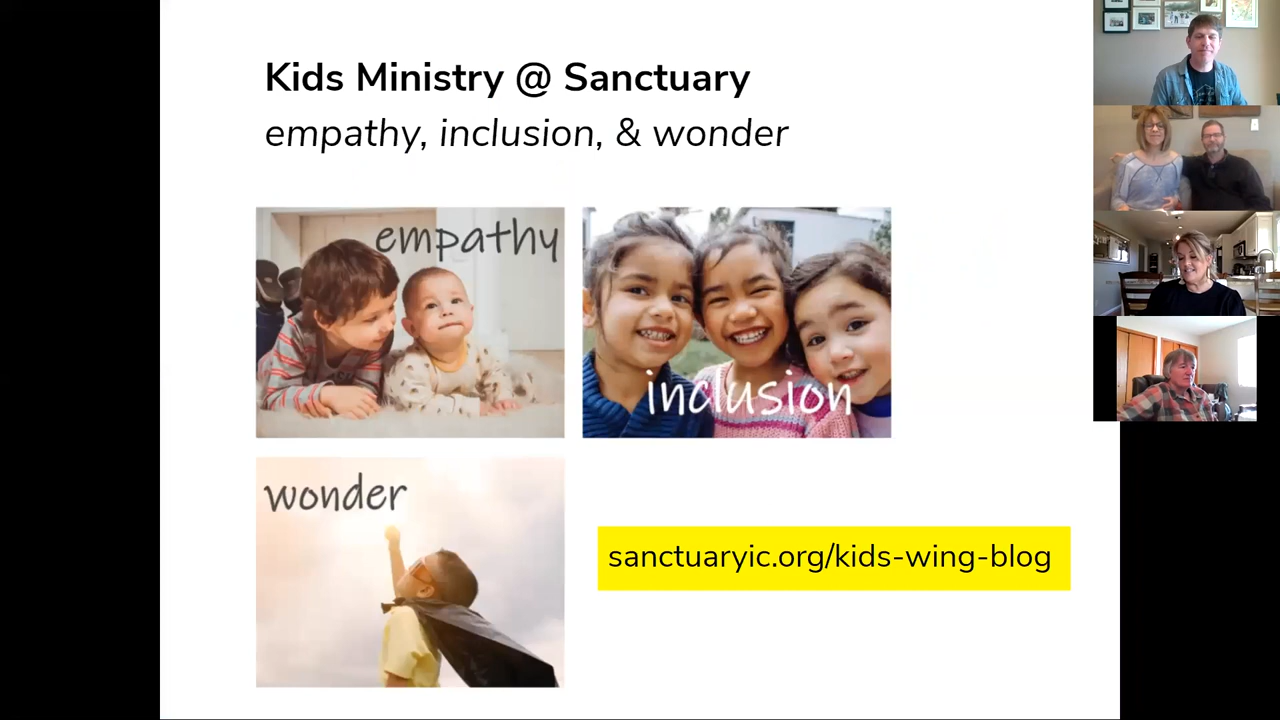 Kids Ministry @ Sanctuary
empathy, inclusion, & wonder
empathy
inclusion
wonder
sanctuaryic.org/kids-wing-blog